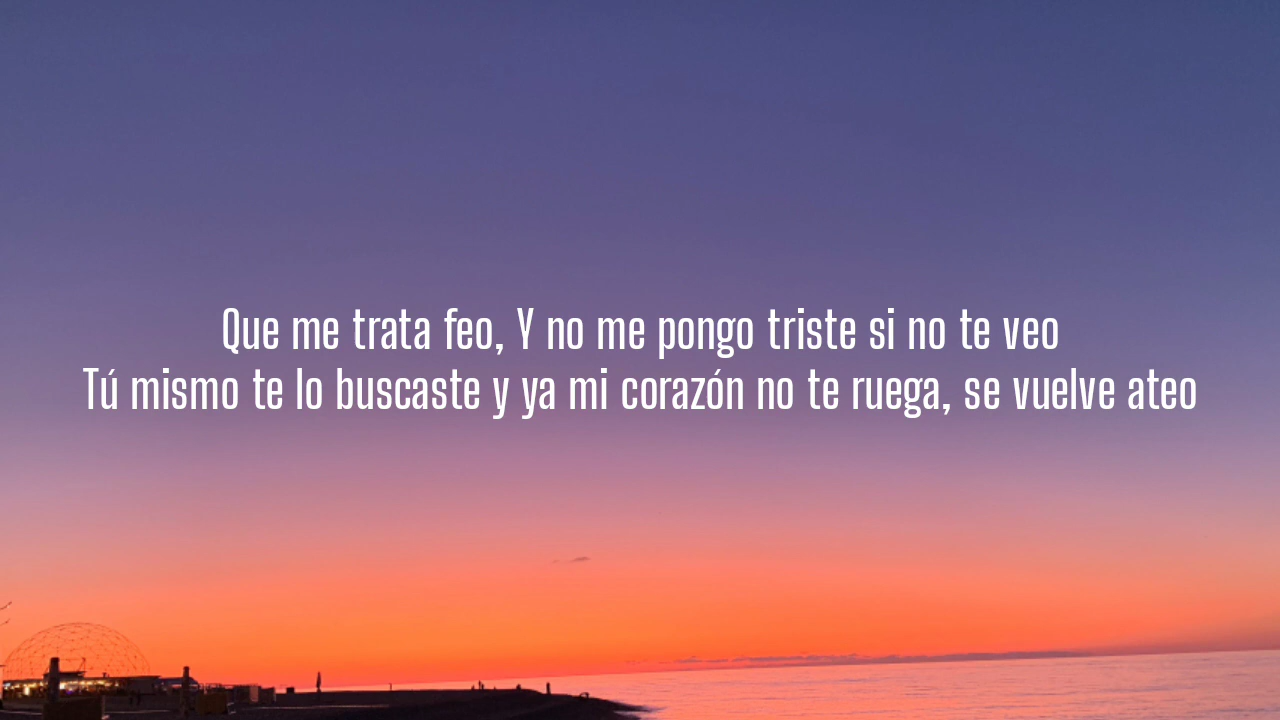 Que me trata feo, Y no me pongo triste si no te veo
Tú mismo te lo buscaste y ya mi corazón no te ruega, se vuelve ateo